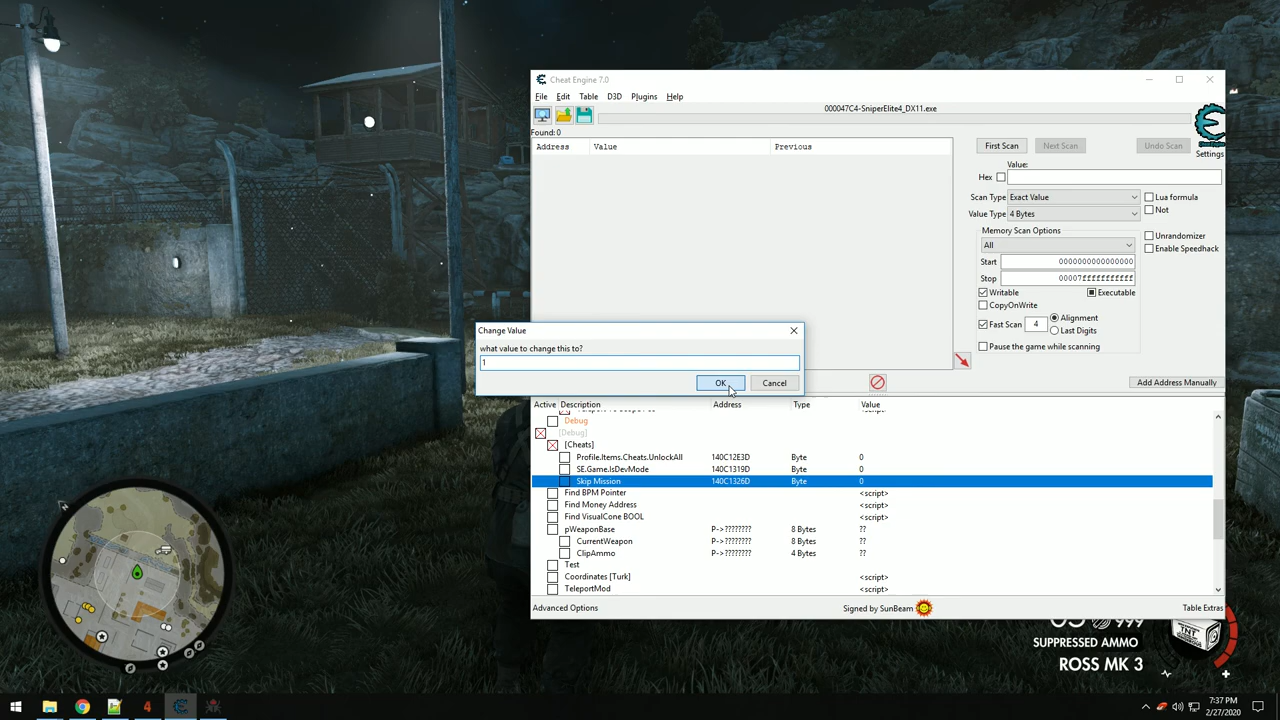 Cheat Engine 7.0
File Edit Table D3D Plugins Help
000047C4-SniperElite4_DX11.exe
Found: 0
Address Value Previous
First Scan Next Scan Undo Scan
Settings
Value:
Hex
Scan Type Exact Value Lua formula
Not
Value Type 4 Bytes
Memory Scan Options
All
Unrandomizer
Enable Speedhack
Start 0000000000000000
Stop 00007fffffffffff
Writable Executable
CopyOnWrite
Fast Scan 4 Alignment
Last Digits
Pause the game while scanning
Change Value
what value to change this to?
1
OK Cancel
Add Address Manually
Active Description Address Type Value
<script>
Debug
[Debug]
[Cheats]
Profile.Items.Cheats.UnlockAll 140C12E3D Byte 0
SE.Game.IsDevMode 140C1319D Byte 0
Skip Mission 140C1326D Byte 0
Find BPM Pointer <script>
Find Money Address <script>
Find VisualCone BOOL <script>
pWeaponBase P->???????? 8 Bytes ??
CurrentWeapon P->???????? 8 Bytes ??
ClipAmmo P->???????? 4 Bytes ??
Test
Coordinates [Turk] <script>
TeleportMod <script>
Advanced Options Signed by SunBeam Table Extras
999
SUPPRESSED AMMO
TNT
ROSS MK 3
7:37 PM
2/27/2020